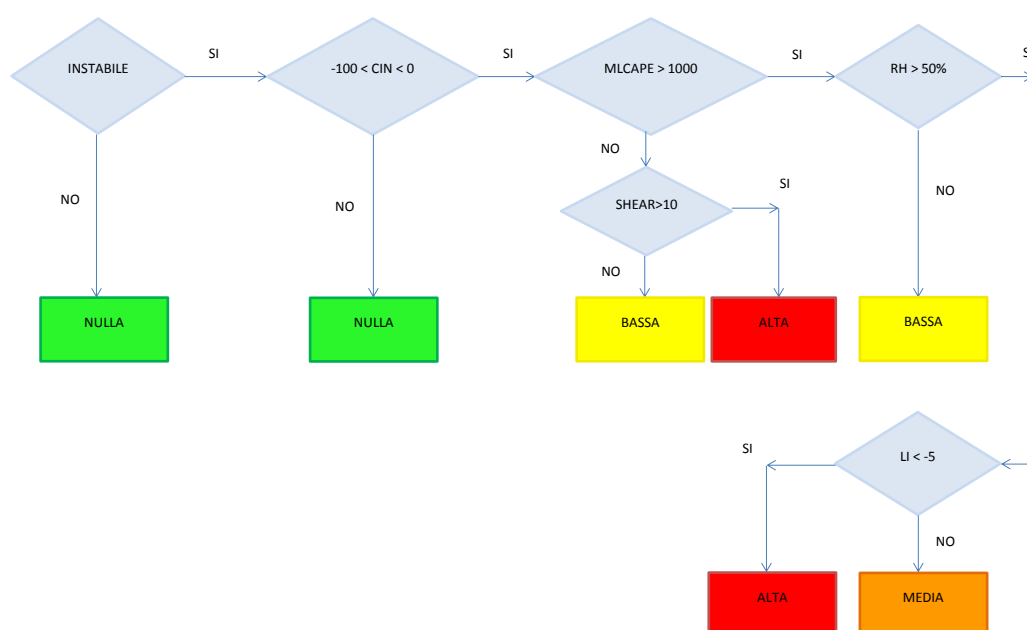 INSTABILE
SI
-100 < CIN < 0
SI
MLCAPE > 1000
SI
RH > 50%
NO
NO
NO
SHEAR>10
SI
NO
NO
NULLA
NULLA
BASSA
ALTA
BASSA
SI
LI < -5
NO
ALTA
MEDIA